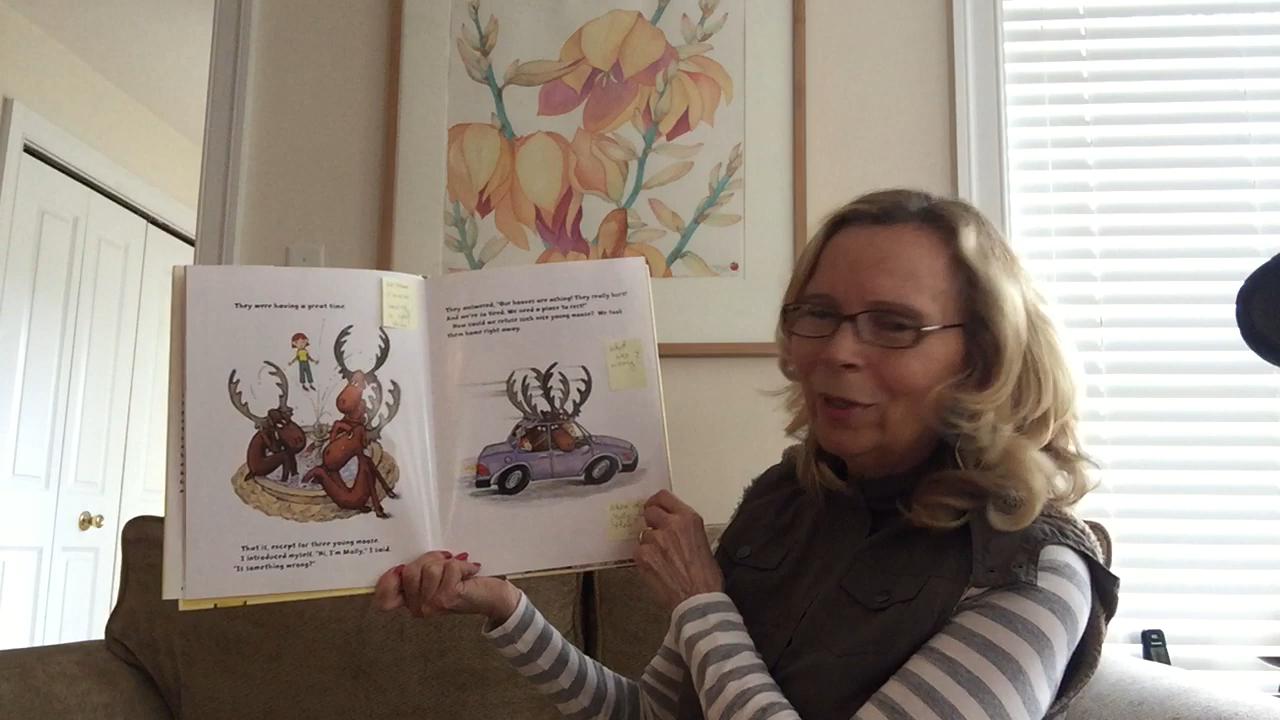 They were having a great time.
That is, except for three young moose.
I introduced myself. "Hi, I'm Molly," I said.
"Is something wrong?"
They answered, "Our hooves are aching! They really hurt!
And we're so tired. We need a place to rest!"
How could we refuse such nice young moose? We took
them home right away.
What
was
wrong?